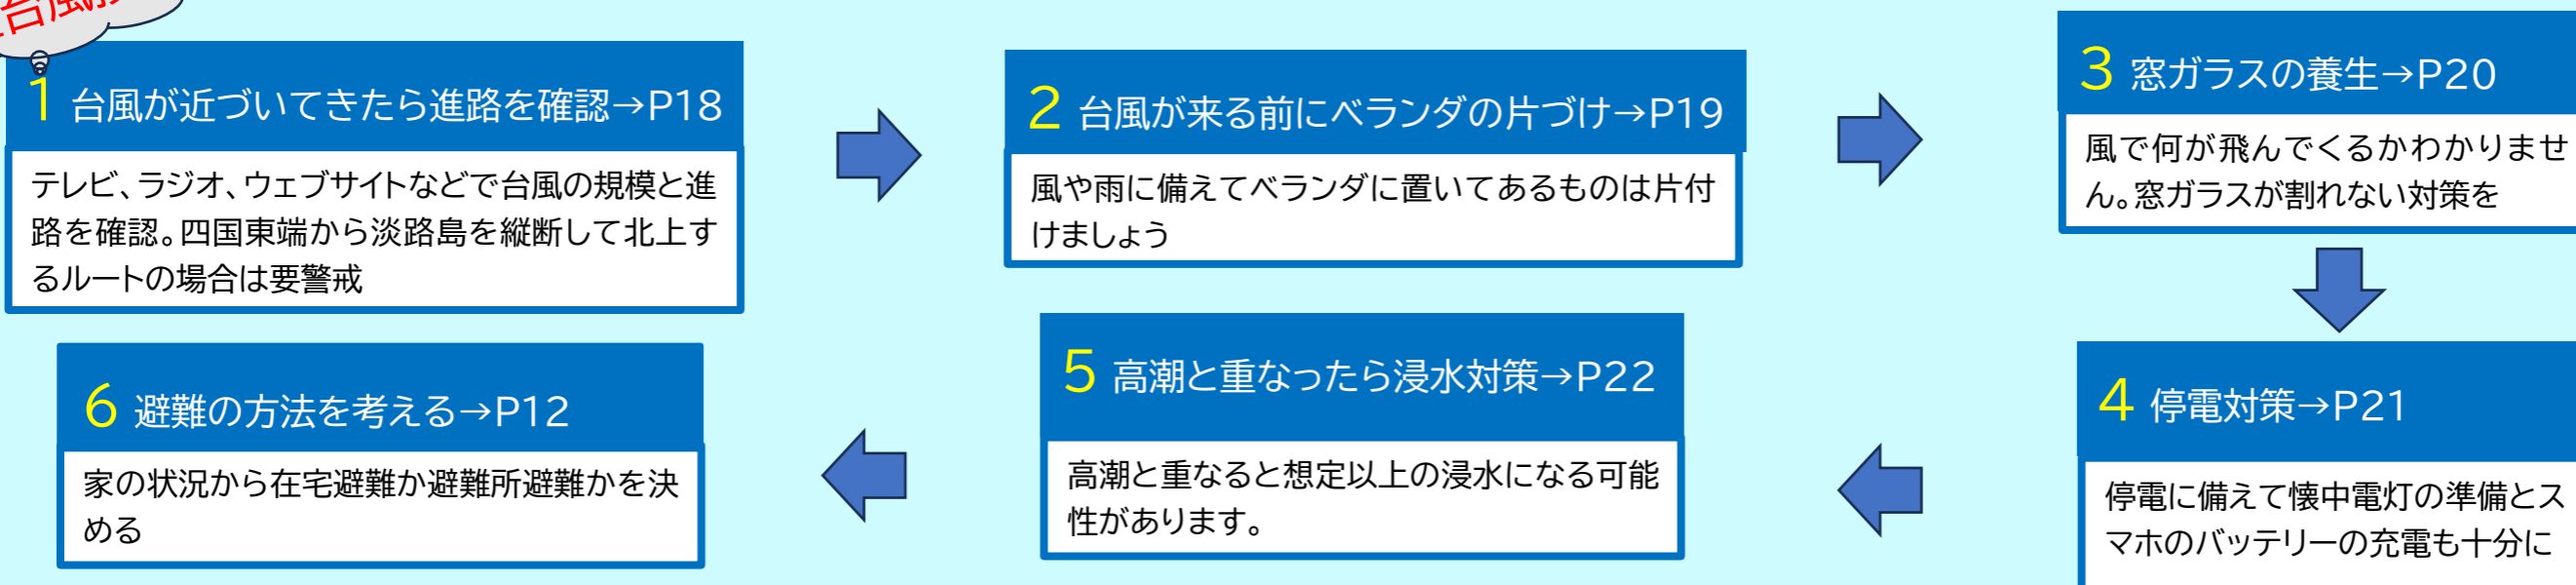 台風
1 台風が近づいてきたら進路を確認→P18
テレビ、ラジオ、ウェブサイトなどで台風の規模と進
路を確認。四国東端から淡路島を縦断して北上す
るルートの場合は要警戒
2 台風が来る前にベランダの片づけ→P19
風や雨に備えてベランダに置いてあるものは片付
けましょう
3 窓ガラスの養生→P20
風で何が飛んでくるかわかりませ
ん。窓ガラスが割れない対策を
4 停電対策→P21
停電に備えて懐中電灯の準備とス
マホのバッテリーの充電も十分に
5 高潮と重なったら浸水対策→P22
高潮と重なると想定以上の浸水になる可能
性があります。
6 避難の方法を考える→P12
家の状況から在宅避難か避難所避難かを決
める